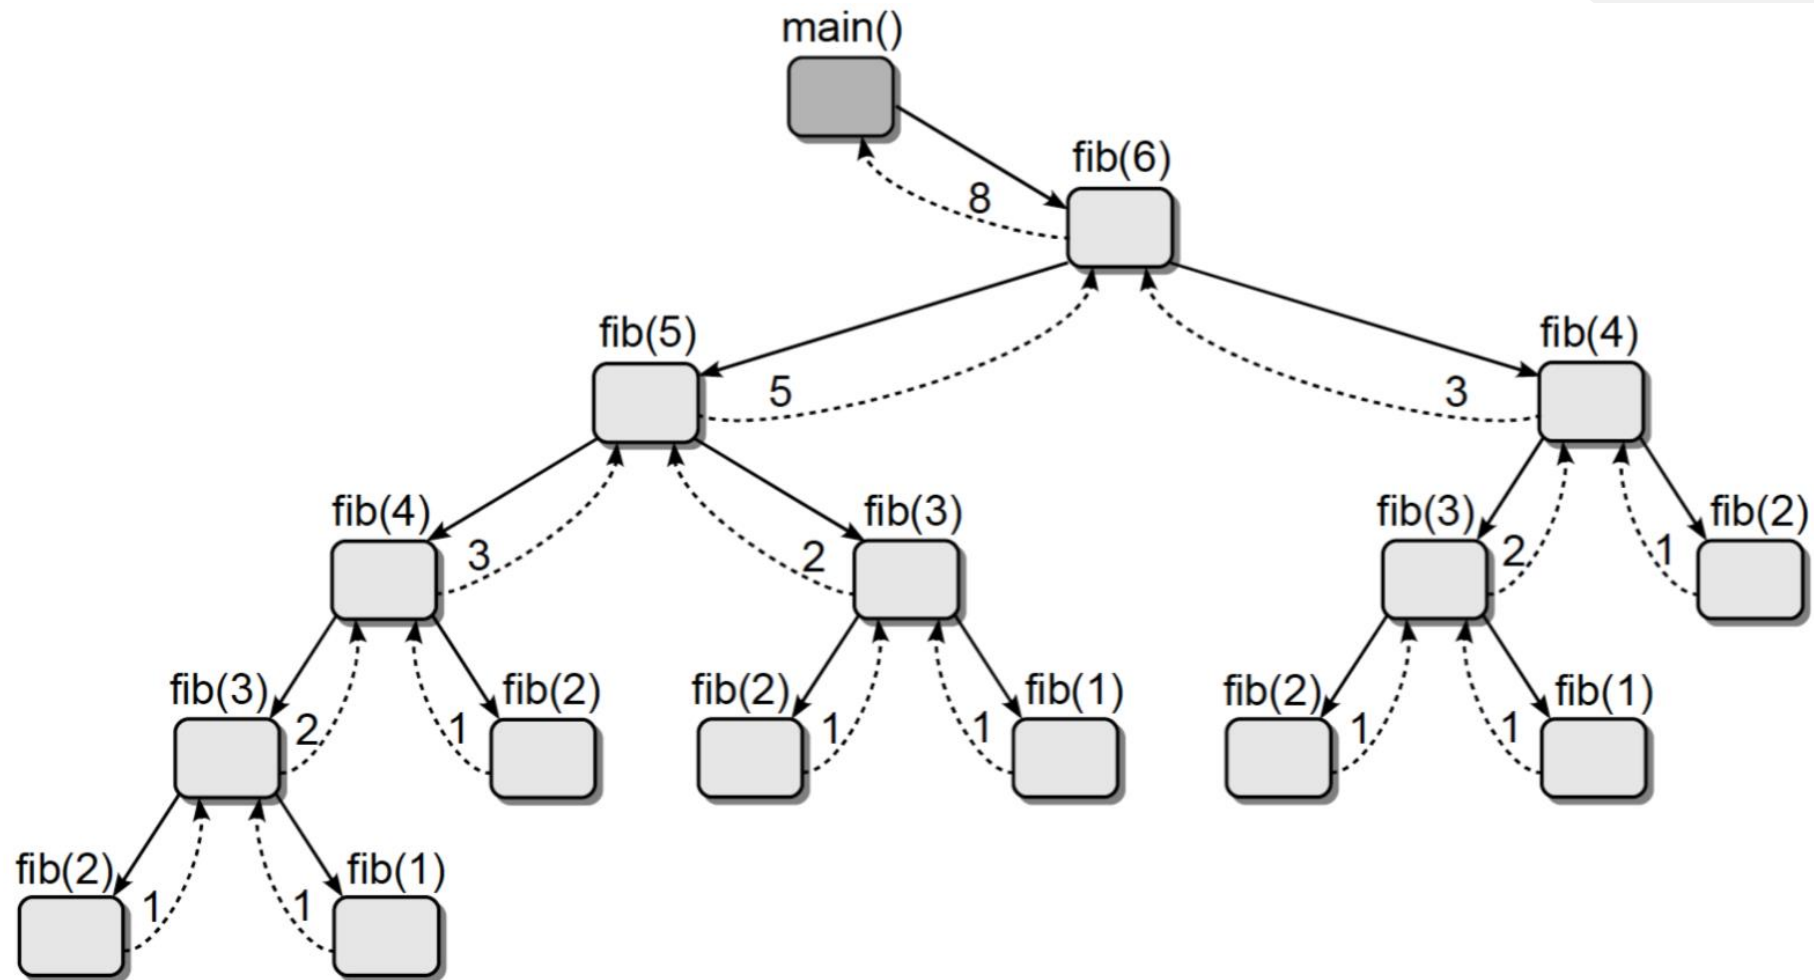 main()
fib(6)
8
fib(5)
fib(4)
5
3
fib(4)
fib(3)
fib(3)
fib(2)
3
2
2
1
fib(3)
fib(2)
fib(2)
fib(1)
fib(2)
fib(1)
2
1
1
1
1
1
fib(2)
fib(1)
1
1